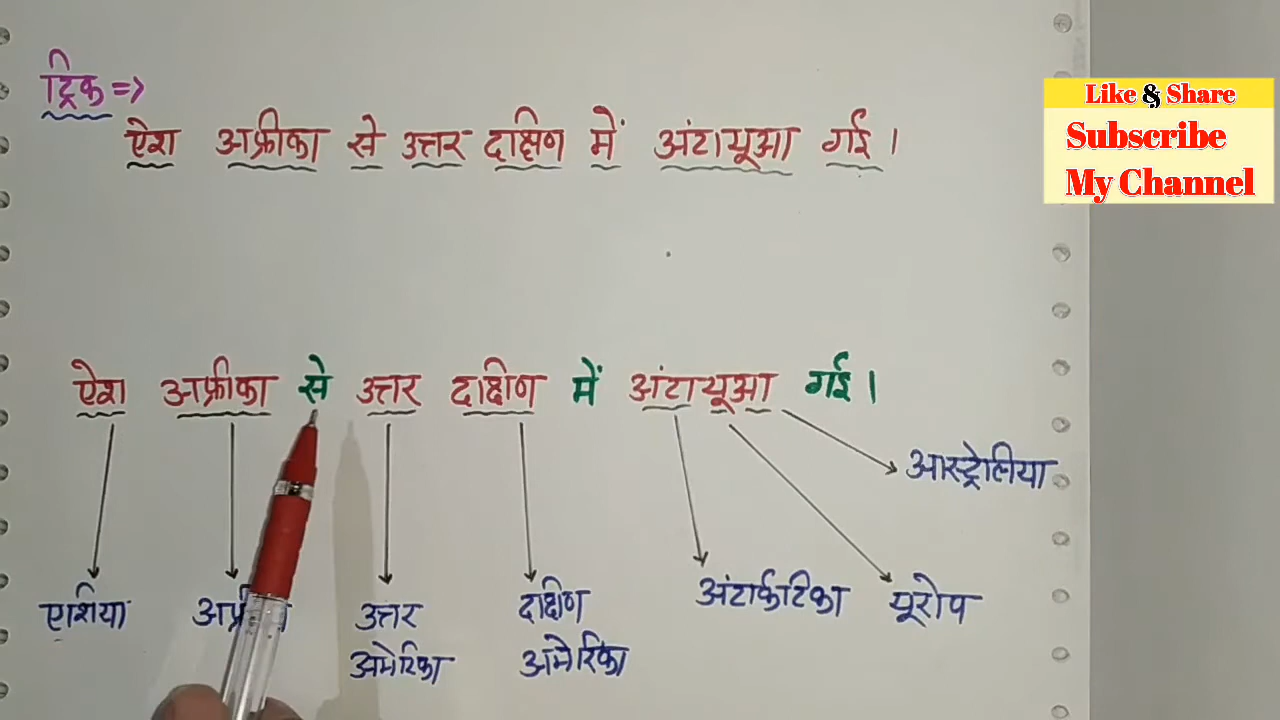 ट्रिक =>
ऐश अफ्रीका से उत्तर दक्षिण में अंटायूआ गई।
Like & Share
Subscribe
My Channel
ऐश अफ्रीका से उत्तर दक्षिण में अंटायूआ गई।
आस्ट्रेलिया
एशिया उत्तर अमेरिका दक्षिण अमेरिका अंटार्कटिका यूरोप